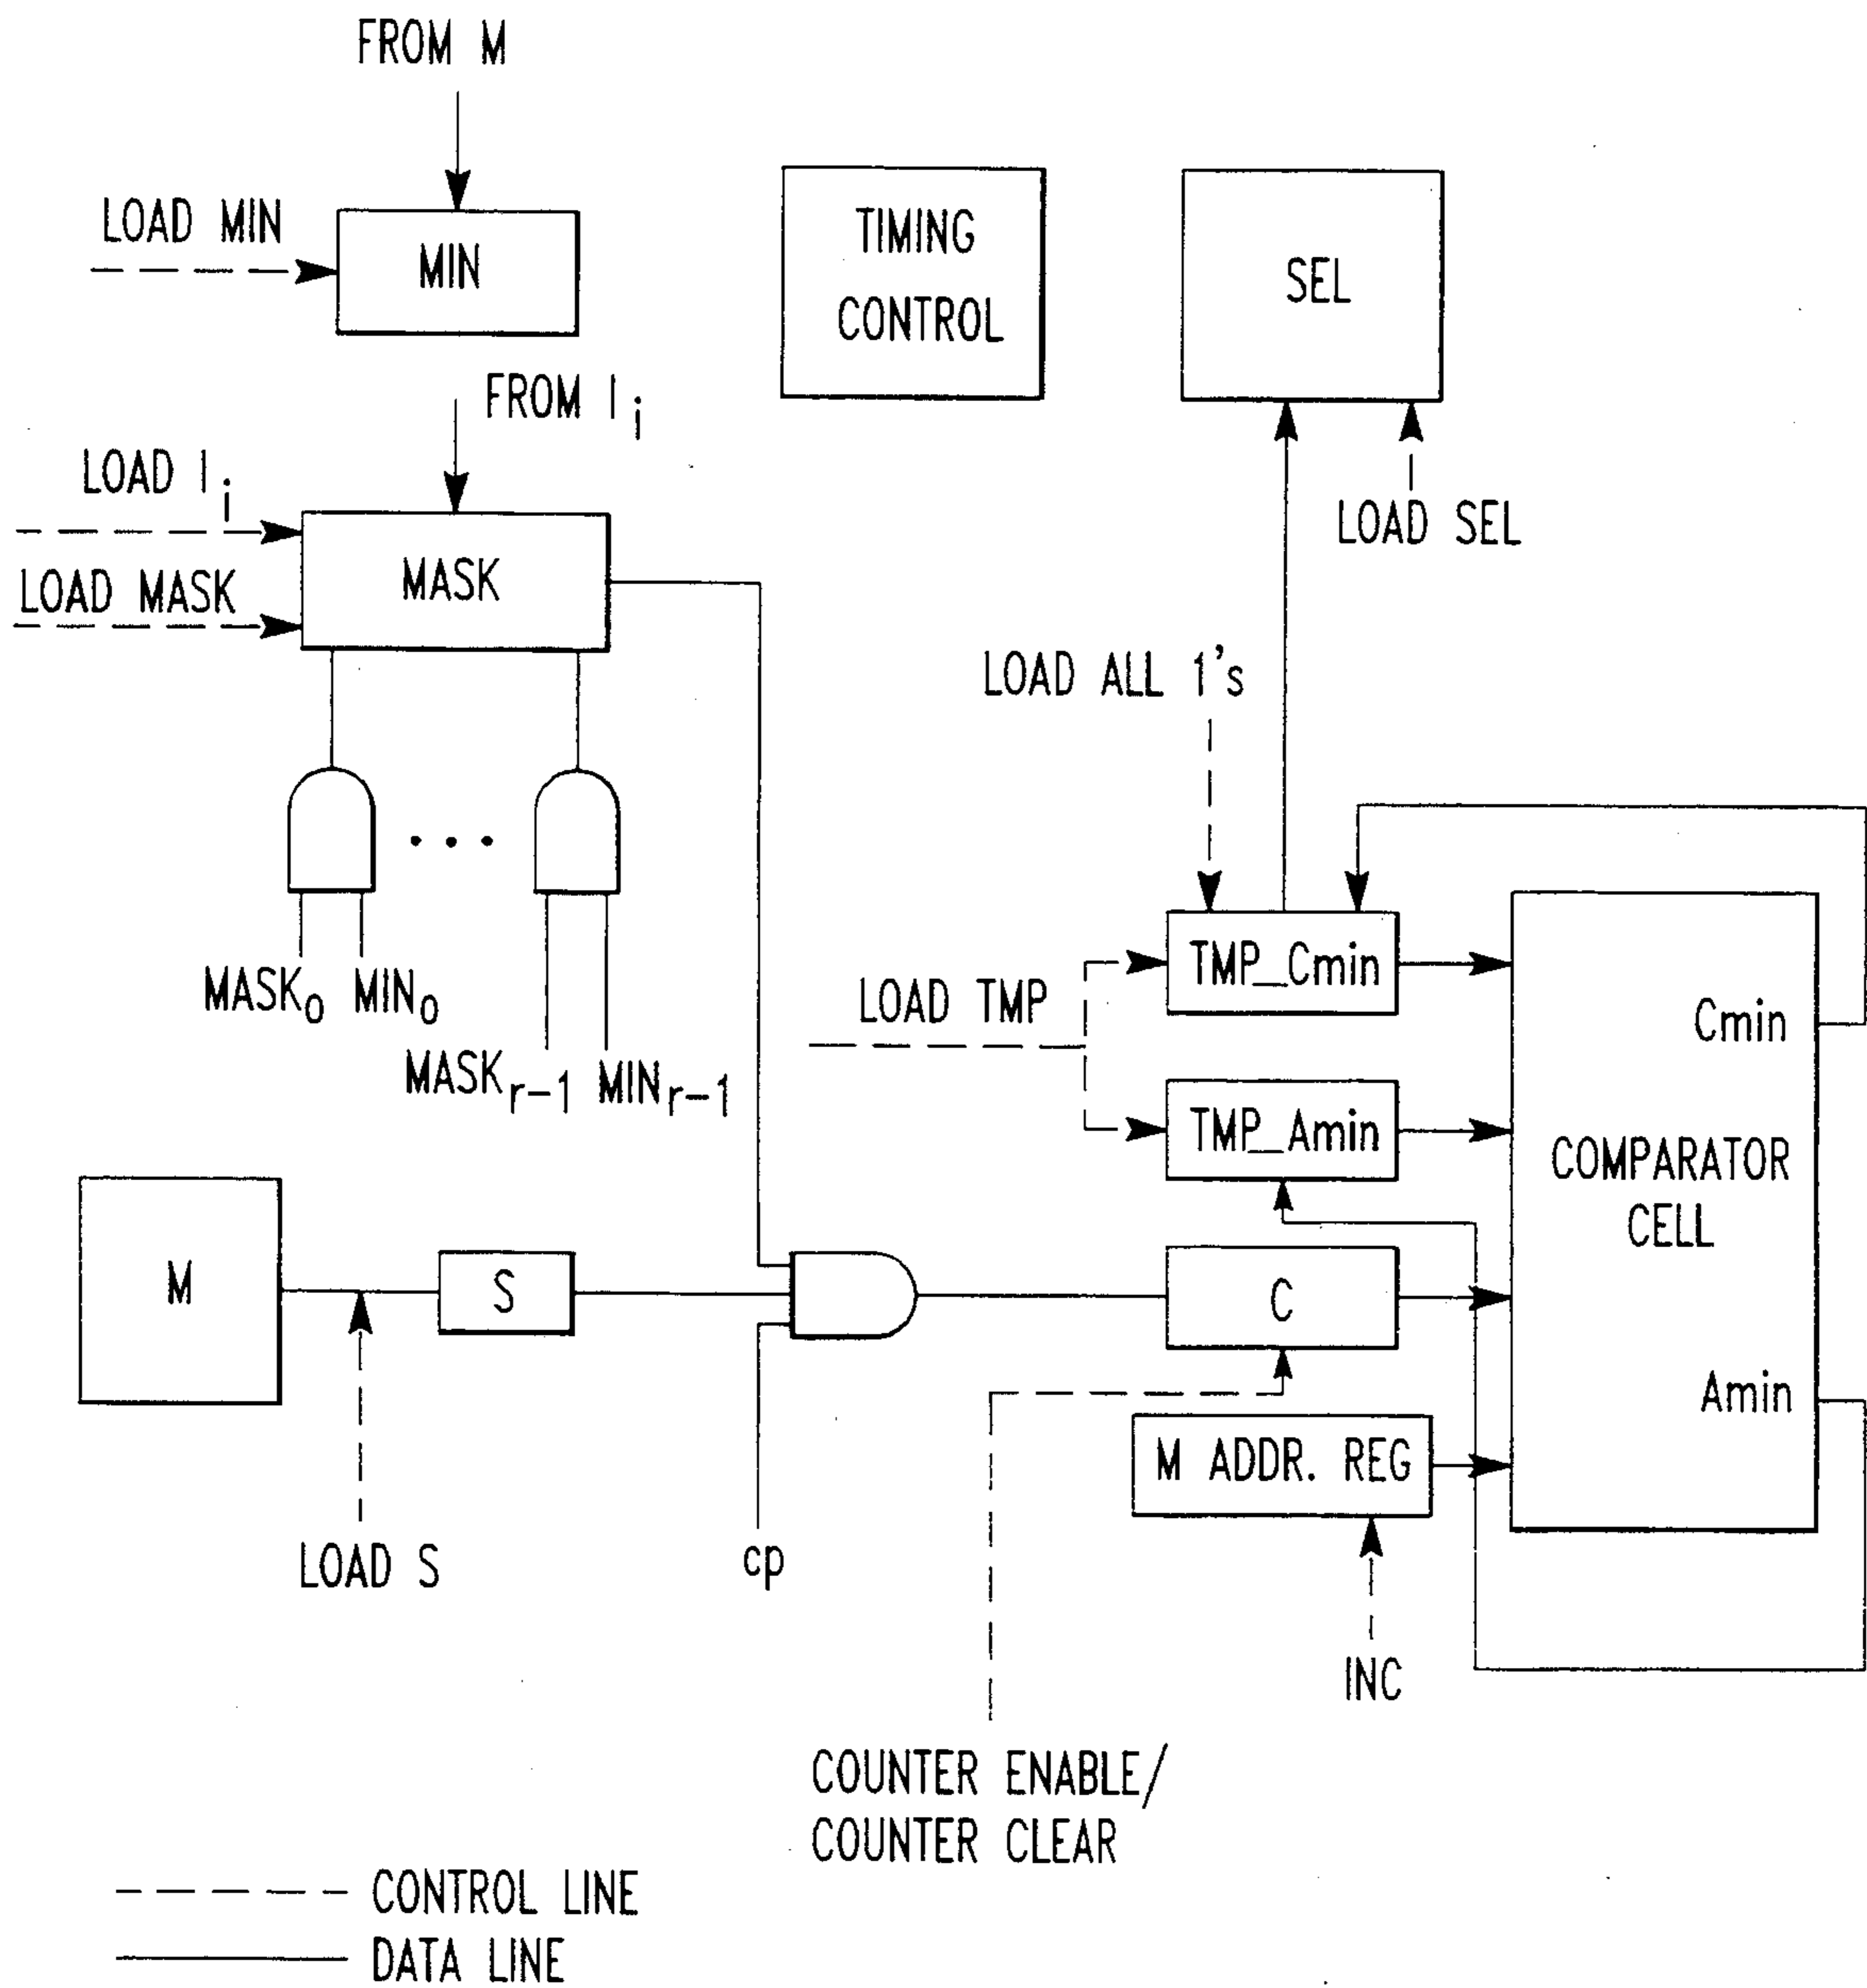 FROM M
LOAD MIN
MIN
TIMING
CONTROL
SEL
FROM I i
LOAD I i
LOAD MASK
MASK
LOAD SEL
LOAD ALL 1's
MASK0 MIN0
MASKr-1 MINr-1
LOAD TMP
TMP_Cmin
TMP_Amin
Cmin
COMPARATOR
CELL
Amin
M
S
C
M ADDR. REG
LOAD S
cp
INC
COUNTER ENABLE/
COUNTER CLEAR
CONTROL LINE
DATA LINE